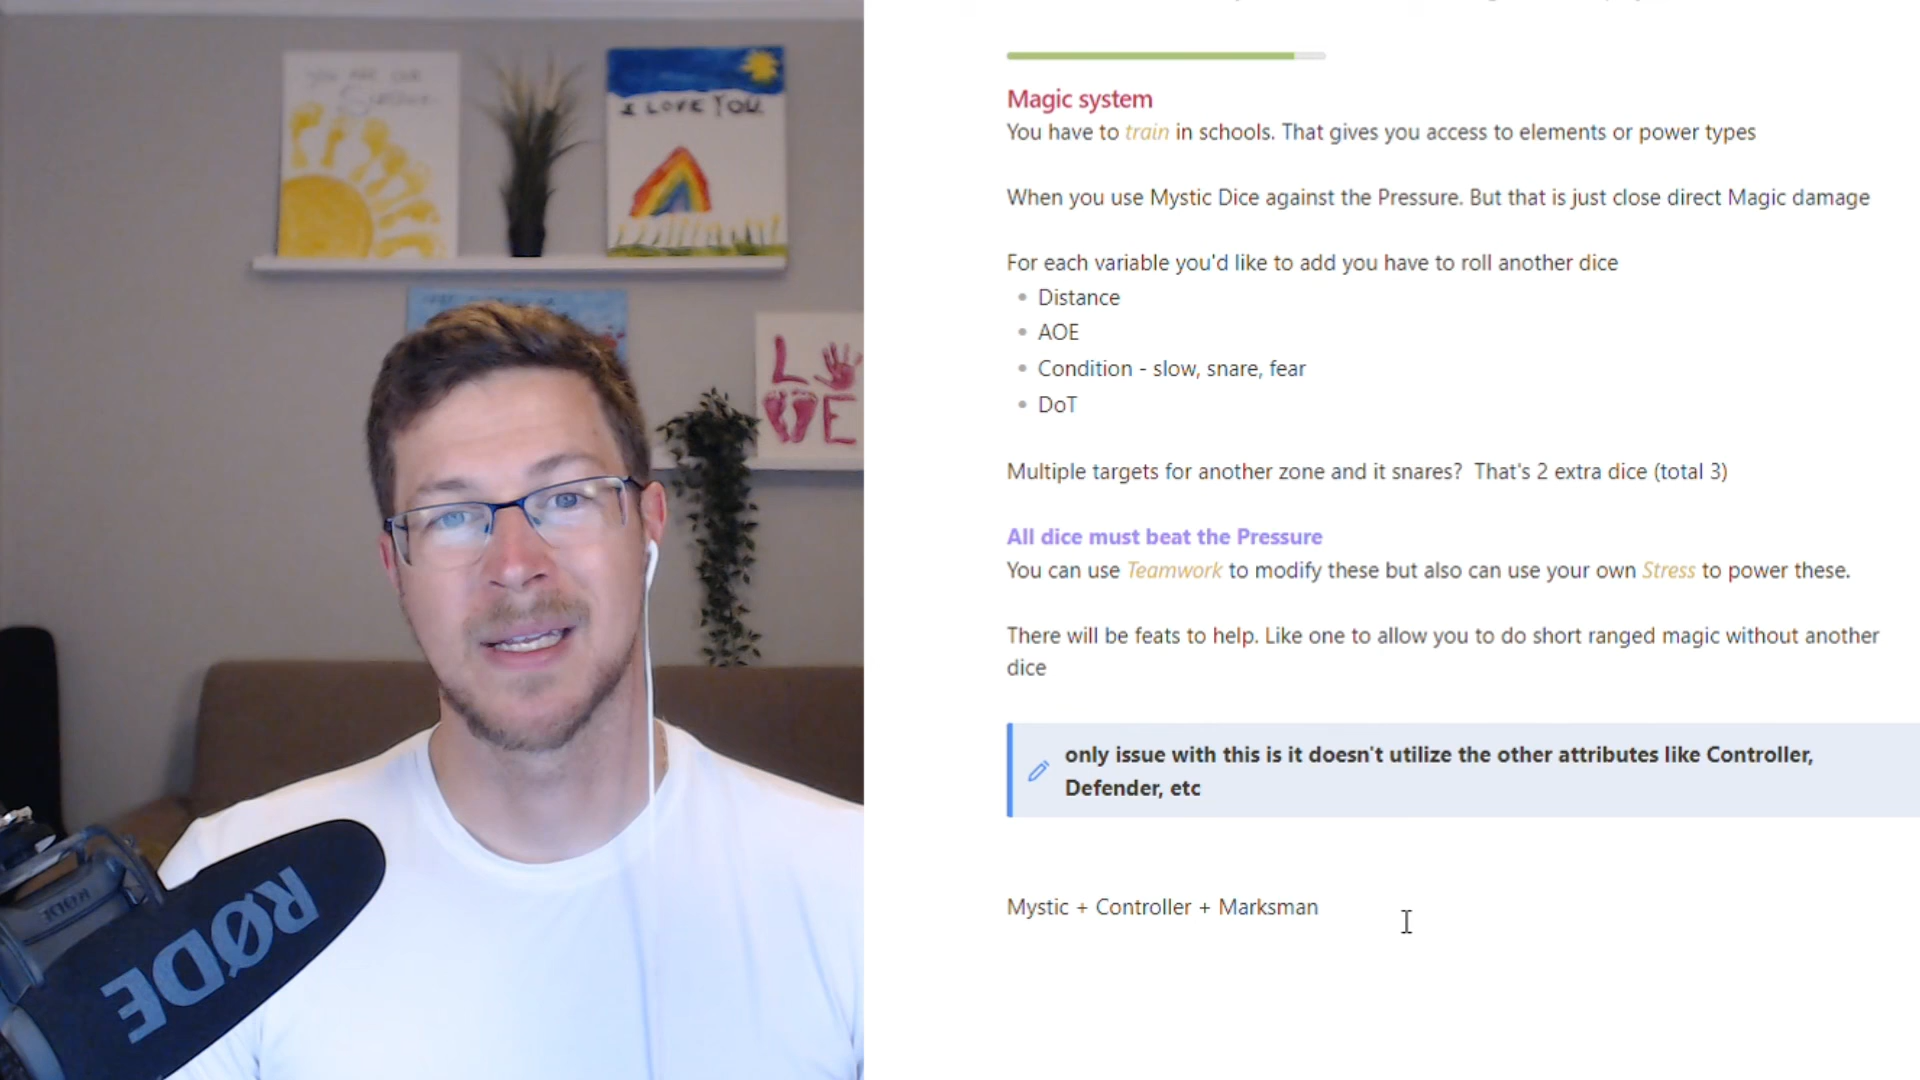 YOU ARE OUR
I LOVE YOU
L
VE
RØDE
RØDE
Magic system
You have to train in schools. That gives you access to elements or power types
When you use Mystic Dice against the Pressure. But that is just close direct Magic damage
For each variable you'd like to add you have to roll another dice
Distance
AOE
Condition - slow, snare, fear
DoT
Multiple targets for another zone and it snares?  That's 2 extra dice (total 3)
All dice must beat the Pressure
You can use Teamwork to modify these but also can use your own Stress to power these.
There will be feats to help. Like one to allow you to do short ranged magic without another
dice
only issue with this is it doesn't utilize the other attributes like Controller,
Defender, etc
Mystic + Controller + Marksman